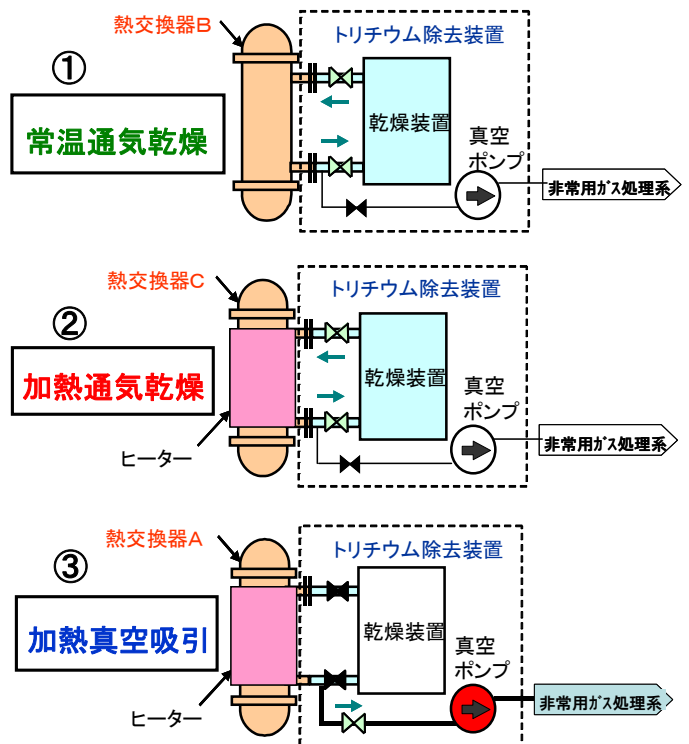 熱交換器B
トリチウム除去装置
①
常温通気乾燥
乾燥装置
真空
ポンプ
非常用ガス処理系
熱交換器C
トリチウム除去装置
②
加熱通気乾燥
乾燥装置
真空
ポンプ
非常用ガス処理系
ヒーター
熱交換器A
トリチウム除去装置
③
加熱真空吸引
乾燥装置
真空
ポンプ
非常用ガス処理系
ヒーター